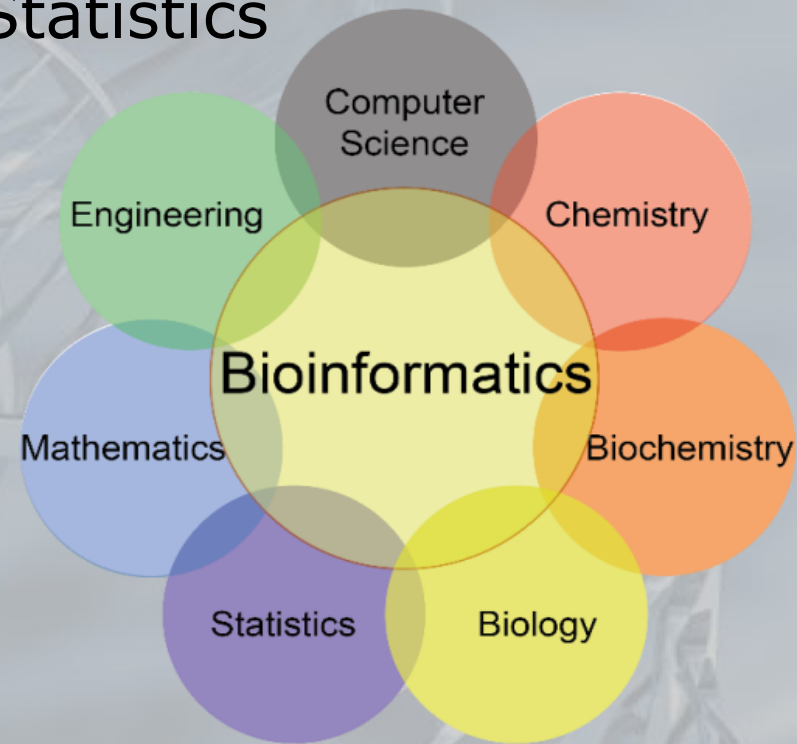 Statistics
Computer
Science
Engineering
Chemistry
Bioinformatics
Mathematics
Biochemistry
Statistics
Biology